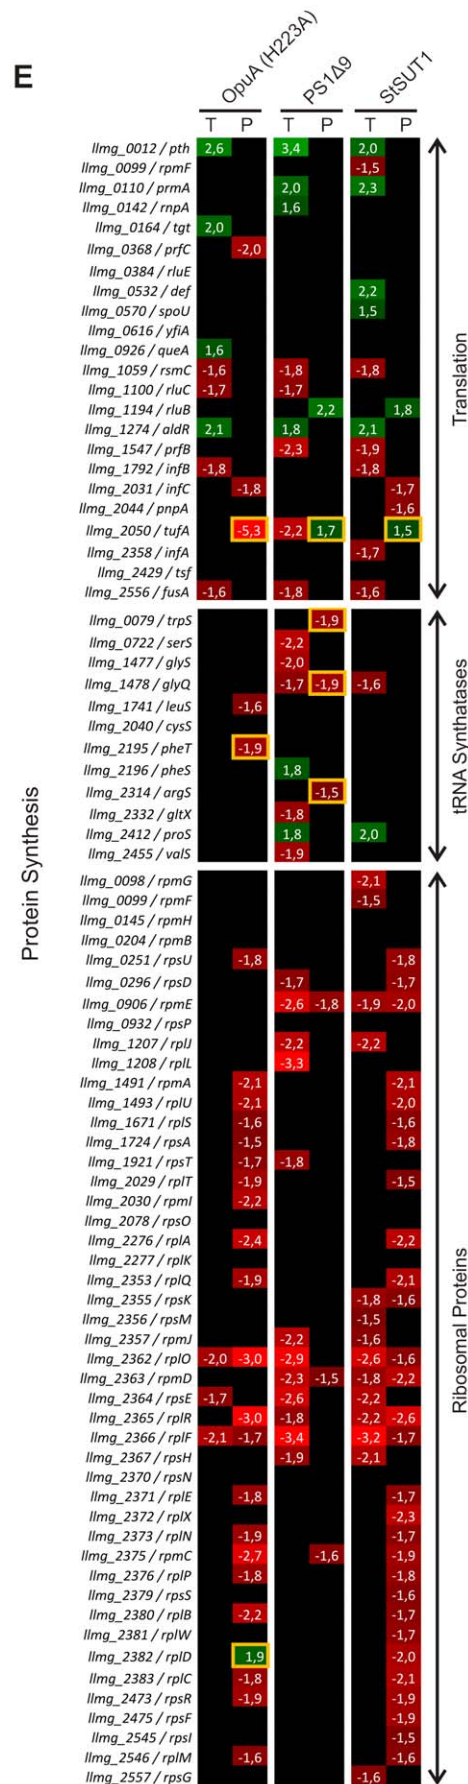 E
OpuA (H223A) PS1Δ9 StSUT1
T P T P T P
Protein Synthesis
Translation
llmg_0012 / pth 2,6 3,4 2,0
llmg_0099 / rpmF -1,5
llmg_0110 / prmA 2,0 2,3
llmg_0142 / rnpA 1,6
llmg_0164 / tgt 2,0
llmg_0368 / prfC -2,0
llmg_0384 / rluE
llmg_0532 / def 2,2
llmg_0570 / spoU 1,5
llmg_0616 / yfiA
llmg_0926 / queA 1,6
llmg_1059 / rsmC -1,6 -1,8 -1,8
llmg_1100 / rluC -1,7 -1,7
llmg_1194 / rluB 2,2 1,8
llmg_1274 / aldR 2,1 1,8 2,1
llmg_1547 / prfB -2,3 -1,9
llmg_1792 / infB -1,8 -1,8
llmg_2031 / infC -1,8 -1,7
llmg_2044 / pnpA -1,6
llmg_2050 / tufA -5,3 -2,2 1,7 1,5
llmg_2358 / infA -1,7
llmg_2429 / tsf
llmg_2556 / fusA -1,6 -1,8 -1,6
tRNA Synthatases
llmg_0079 / trpS -1,9
llmg_0722 / serS -2,2
llmg_1477 / glyS -2,0
llmg_1478 / glyQ -1,7 -1,9 -1,6
llmg_1741 / leuS -1,6
llmg_2040 / cysS
llmg_2195 / pheT -1,9
llmg_2196 / pheS 1,8
llmg_2314 / argS -1,5
llmg_2332 / gltX -1,8
llmg_2412 / proS 1,8 2,0
llmg_2455 / valS -1,9
Ribosomal Proteins
llmg_0098 / rpmG -2,1
llmg_0099 / rpmF -1,5
llmg_0145 / rpmH
llmg_0204 / rpmB
llmg_0251 / rpsU -1,8 -1,8
llmg_0296 / rpsD -1,7 -1,7
llmg_0906 / rpmE -2,6 -1,8 -1,9 -2,0
llmg_0932 / rpsP
llmg_1207 / rplJ -2,2 -2,2
llmg_1208 / rplL -3,3
llmg_1491 / rpmA -2,1 -2,1
llmg_1493 / rplU -2,1 -2,0
llmg_1671 / rplS -1,6 -1,6
llmg_1724 / rpsA -1,5 -1,8
llmg_1921 / rpsT -1,7 -1,8
llmg_2029 / rplT -1,9 -1,5
llmg_2030 / rpmI -2,2
llmg_2078 / rpsO
llmg_2276 / rplA -2,4 -2,2
llmg_2277 / rplK
llmg_2353 / rplQ -1,9 -2,1
llmg_2355 / rpsK -1,8 -1,6
llmg_2356 / rpsM -1,5
llmg_2357 / rpmJ -2,2 -1,6
llmg_2362 / rplO -2,0 -3,0 -2,9 -2,6 -1,6
llmg_2363 / rpmD -2,3 -1,5 -1,8 -2,2
llmg_2364 / rpsE -1,7 -2,6 -2,2
llmg_2365 / rplR -3,0 -1,8 -2,2 -2,6
llmg_2366 / rplF -2,1 -1,7 -3,4 -3,2 -1,7
llmg_2367 / rpsH -1,9 -2,1
llmg_2370 / rpsN
llmg_2371 / rplE -1,8 -1,7
llmg_2372 / rplX -2,3
llmg_2373 / rplN -1,9 -1,7
llmg_2375 / rpmC -2,7 -1,6 -1,9
llmg_2376 / rplP -1,8 -1,8
llmg_2379 / rpsS -1,6
llmg_2380 / rplB -2,2 -1,7
llmg_2381 / rplW -1,7
llmg_2382 / rplD 1,9 -2,0
llmg_2383 / rplC -1,8 -2,1
llmg_2473 / rpsR -1,9 -1,9
llmg_2475 / rpsF -1,9
llmg_2545 / rpsI -1,5
llmg_2546 / rplM -1,6 -1,6
llmg_2557 / rpsG -1,6